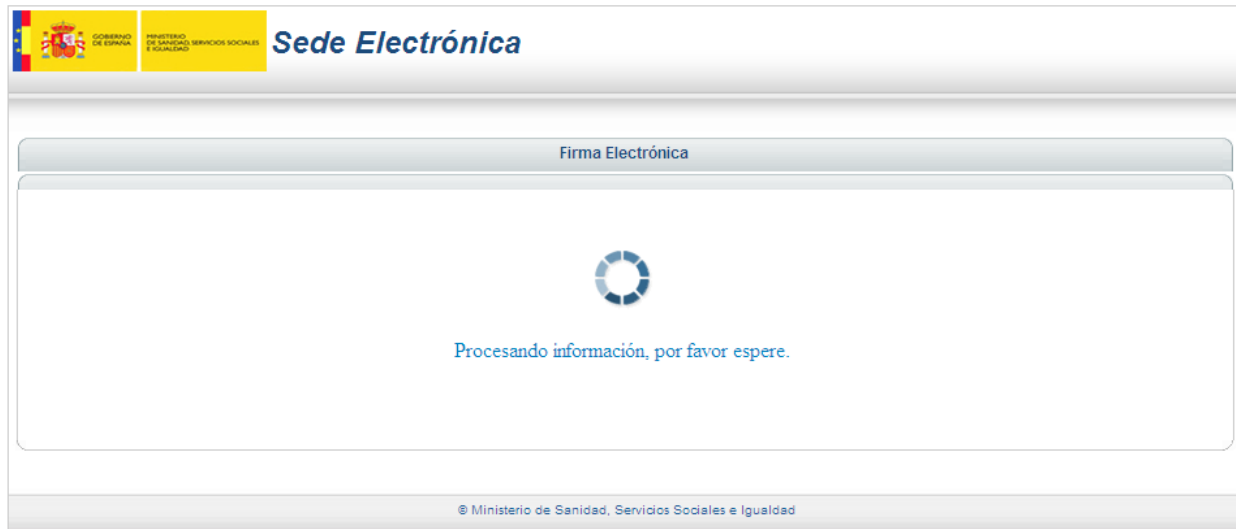 GOBIERNO
DE ESPAÑA
MINISTERIO
DE SANIDAD, SERVICIOS SOCIALES
E IGUALDAD
Sede Electrónica
Firma Electrónica
Procesando información, por favor espere.
© Ministerio de Sanidad, Servicios Sociales e Igualdad